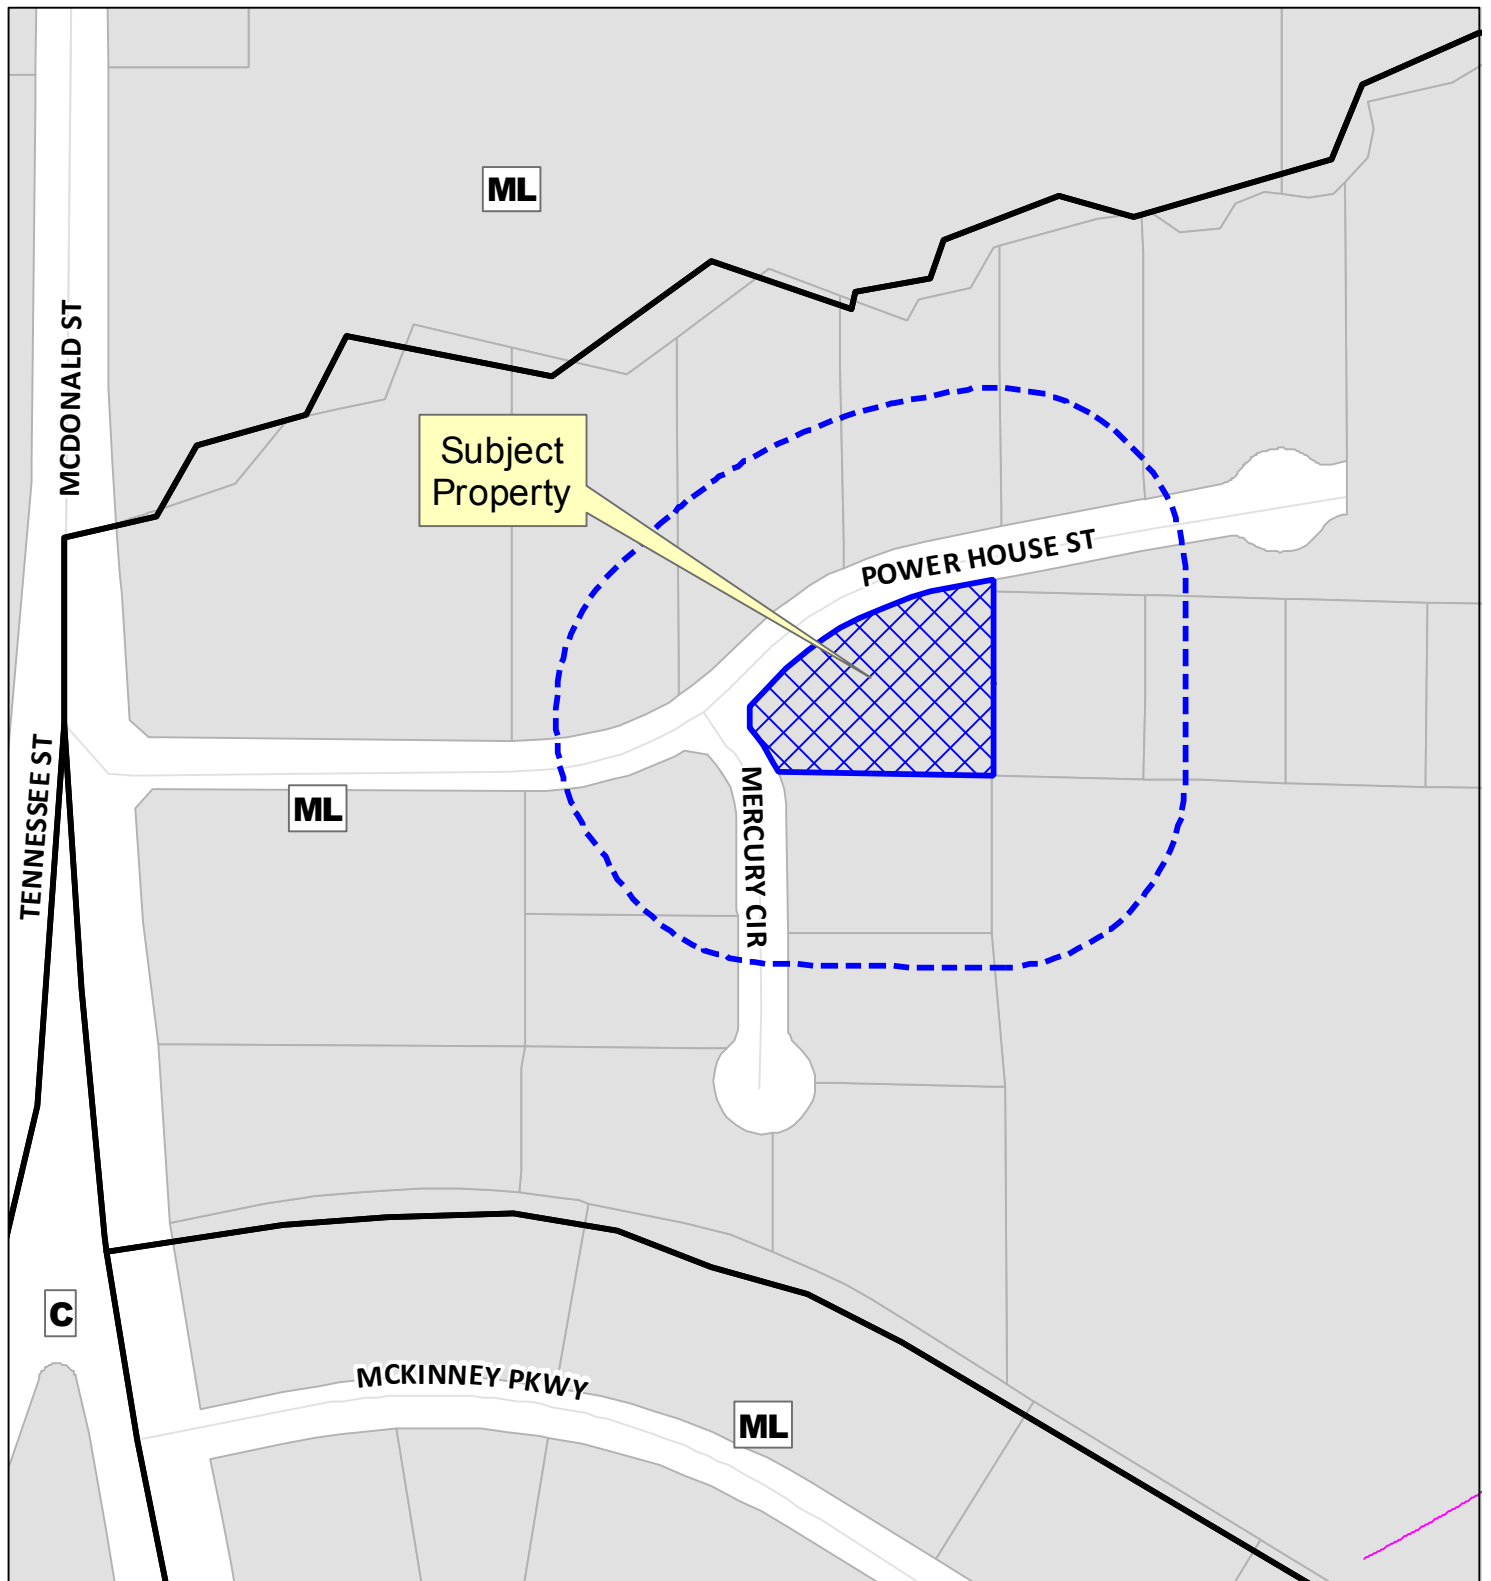 ML
MCDONALD ST
Subject
Property
POWER HOUSE ST
TENNESSEE ST
ML
MERCURY CIR
C
MCKINNEY PKWY
ML